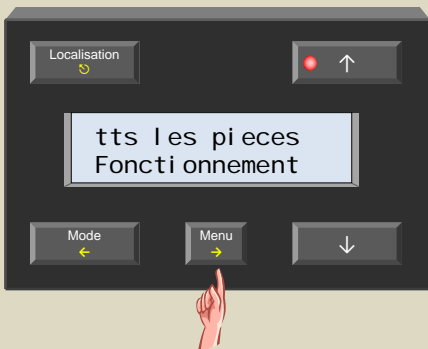 Localisation
tts les pieces
Fonctionnement
Mode
Menu